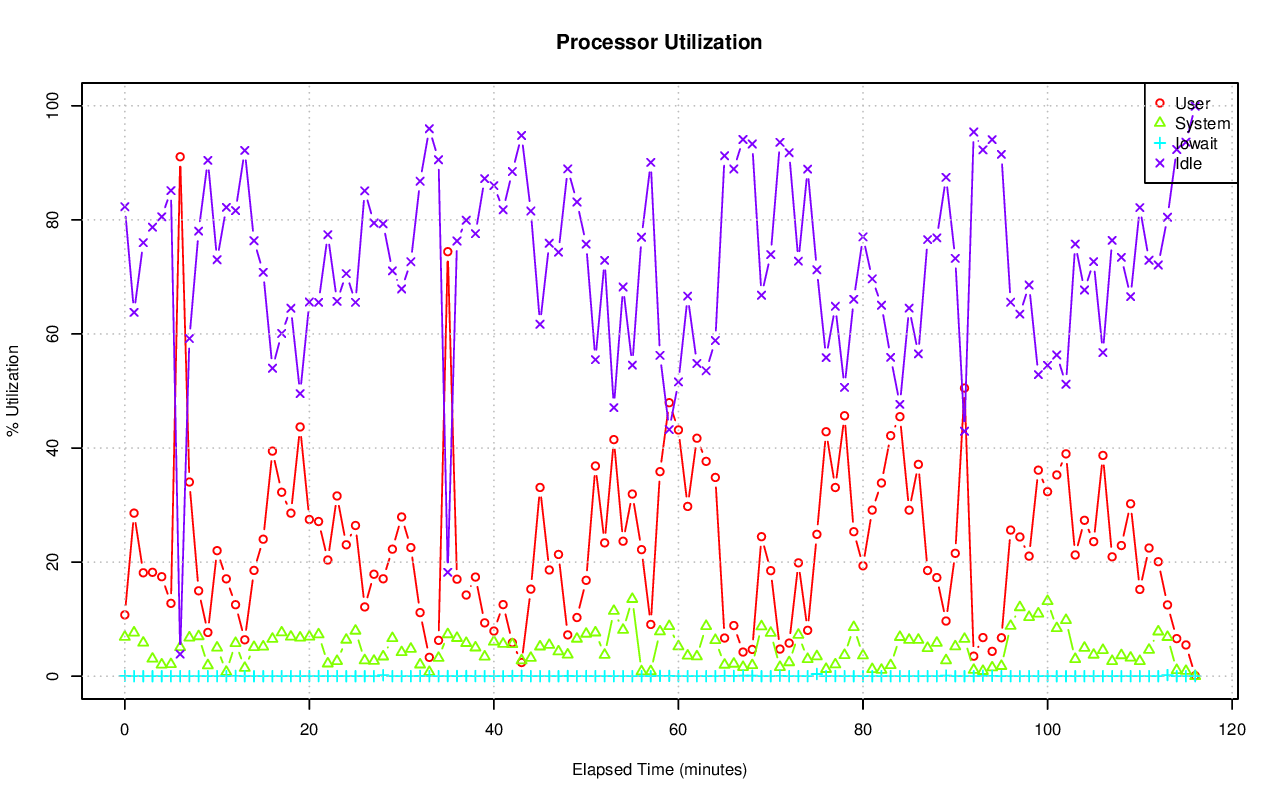 Processor Utilization
% Utilization
100
80
60
40
20
0
User
System
Iowait
Idle
0 20 40 60 80 100 120
Elapsed Time (minutes)